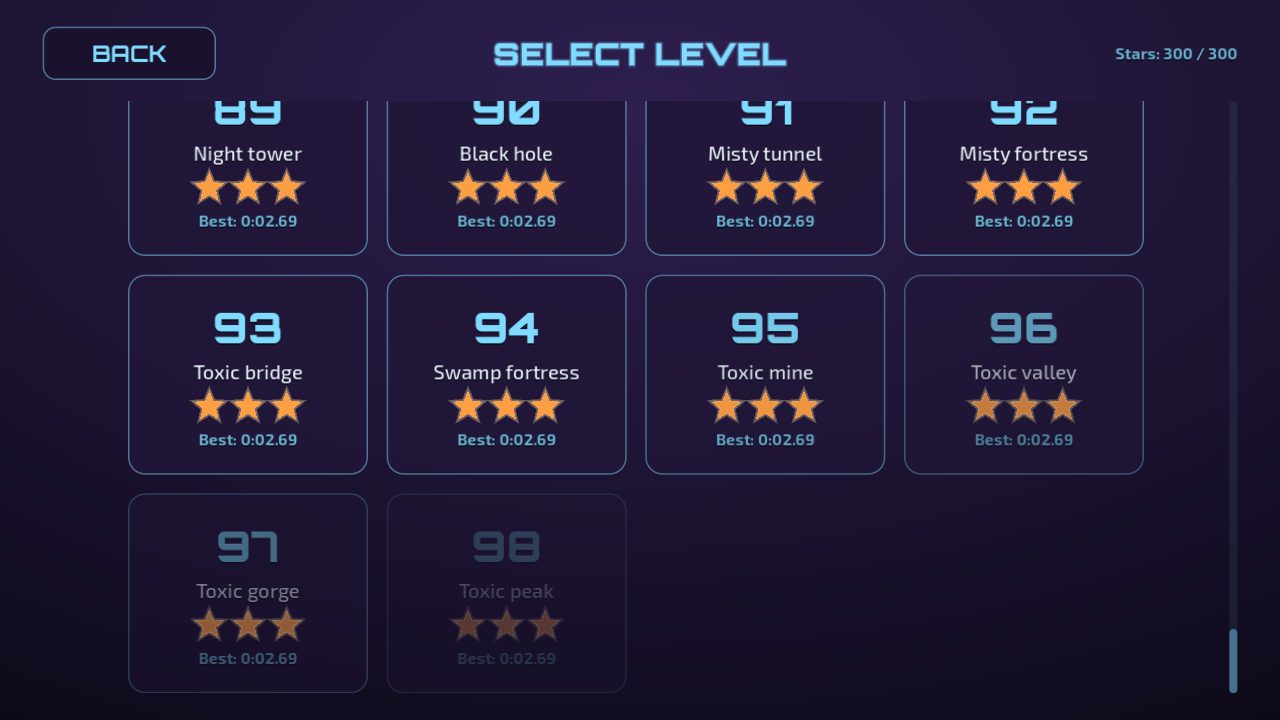 BACK
SELECT LEVEL
Stars: 300 / 300
89
90
91
92
Night tower
Black hole
Misty tunnel
Misty fortress
Best: 0:02.69
Best: 0:02.69
Best: 0:02.69
Best: 0:02.69
93
94
95
96
Toxic bridge
Swamp fortress
Toxic mine
Toxic valley
Best: 0:02.69
Best: 0:02.69
Best: 0:02.69
Best: 0:02.69
97
98
Toxic gorge
Toxic peak
Best: 0:02.69
Best: 0:02.69